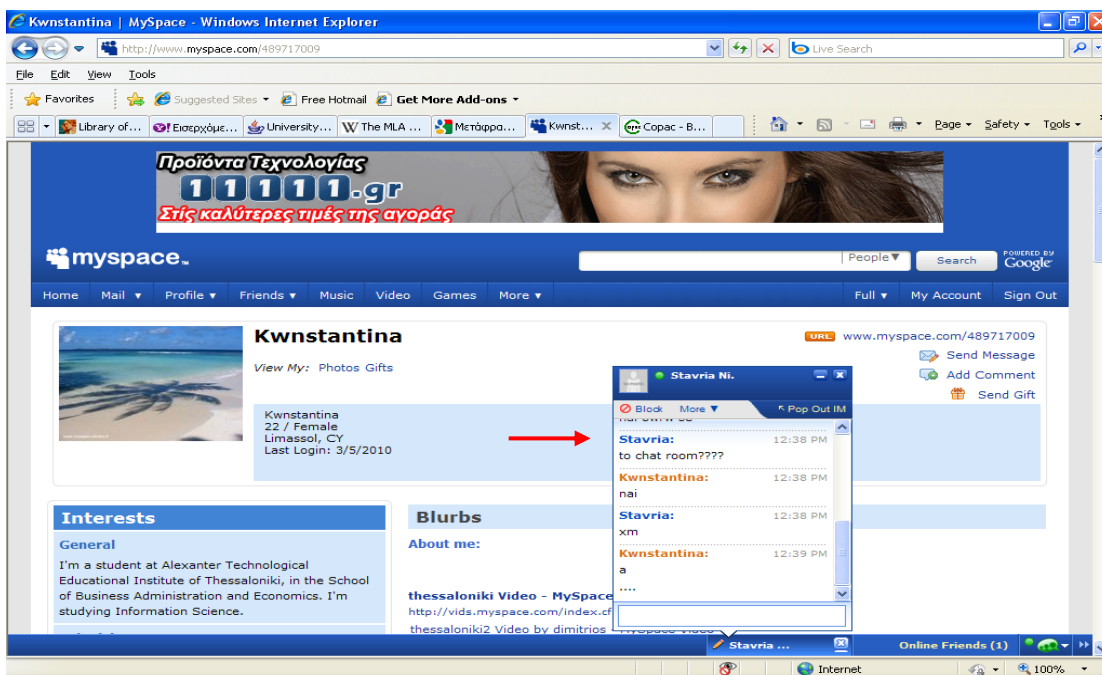 Kwnstantina | MySpace - Windows Internet Explorer
http://www.myspace.com/489717009
Live Search
File Edit View Tools
Favorites Suggested Sites Free Hotmail Get More Add-ons
Library of... Εισερχόμε... University... The MLA ... Μετάφρα... Kwnst... Copac - B... Page Safety Tools
Προϊόντα Τεχνολογίας
11111.gr
Στίς καλύτερες τιμές της αγοράς
myspace.
People Search POWERED BY Google
Home Mail Profile Friends Music Video Games More Full My Account Sign Out
Kwnstantina
View My: Photos Gifts
URL www.myspace.com/489717009
Send Message
Add Comment
Send Gift
Kwnstantina
22 / Female
Limassol, CY
Last Login: 3/5/2010
Stavria Ni.
Block More Pop Out IM
Stavria: 12:38 PM
to chat room????
Kwnstantina: 12:38 PM
nai
Stavria: 12:38 PM
xm
Kwnstantina: 12:39 PM
a
....
Interests
General
I'm a student at Alexanter Technological
Educational Institute of Thessaloniki, in the School
of Business Administration and Economics. I'm
studying Information Science.
Blurbs
About me:
thessaloniki Video - MySpace
http://vids.myspace.com/index.cf
thessaloniki2 Video by dimitrios - MySpace Video
Stavria ... Online Friends (1)
Internet 100%